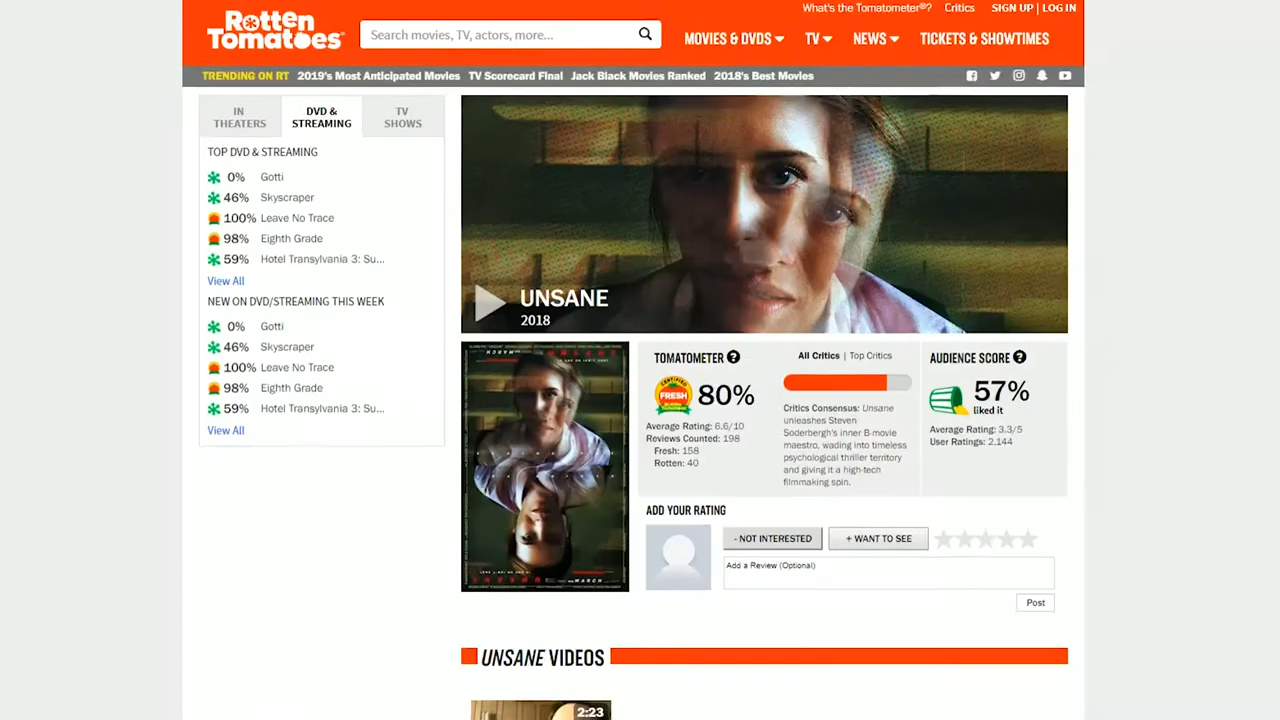 What's the Tomatometer®? Critics SIGN UP | LOG IN
Rotten
Tomatoes
Search movies, TV, actors, more...
MOVIES & DVDS TV NEWS TICKETS & SHOWTIMES
TRENDING ON RT 2019's Most Anticipated Movies TV Scorecard Final Jack Black Movies Ranked 2018's Best Movies
IN THEATERS
DVD & STREAMING
TV SHOWS
TOP DVD & STREAMING
0% Gotti
46% Skyscraper
100% Leave No Trace
98% Eighth Grade
59% Hotel Transylvania 3: Su...
View All
NEW ON DVD/STREAMING THIS WEEK
0% Gotti
46% Skyscraper
100% Leave No Trace
98% Eighth Grade
59% Hotel Transylvania 3: Su...
View All
UNSANE
2018
TOMATOMETER ?
CERTIFIED
FRESH
80%
Average Rating: 6.6/10
Reviews Counted: 198
Fresh: 158
Rotten: 40
All Critics | Top Critics
Critics Consensus: Unsane
unleashes Steven
Soderbergh's inner B-movie
maestro, wading into timeless
psychological thriller territory
and giving it a high-tech
filmmaking spin.
AUDIENCE SCORE ?
57%
liked it
Average Rating: 3.3/5
User Ratings: 2,144
ADD YOUR RATING
- NOT INTERESTED + WANT TO SEE
Add a Review (Optional)
Post
UNSANE VIDEOS
2:23